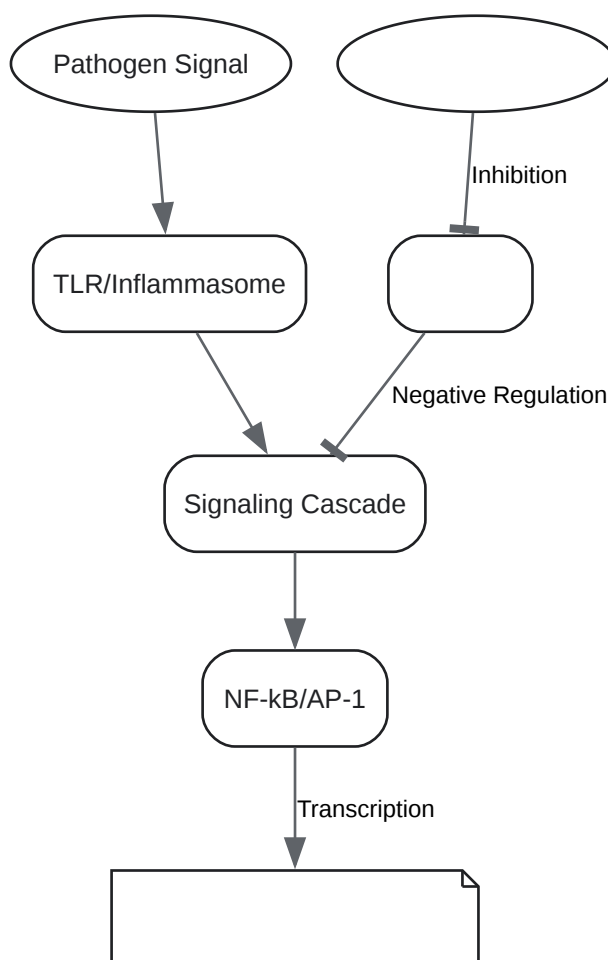 Pathogen Signal
Inhibition
TLR/Inflammasome
Negative Regulation
Signaling Cascade
NF-kB/AP-1
Transcription